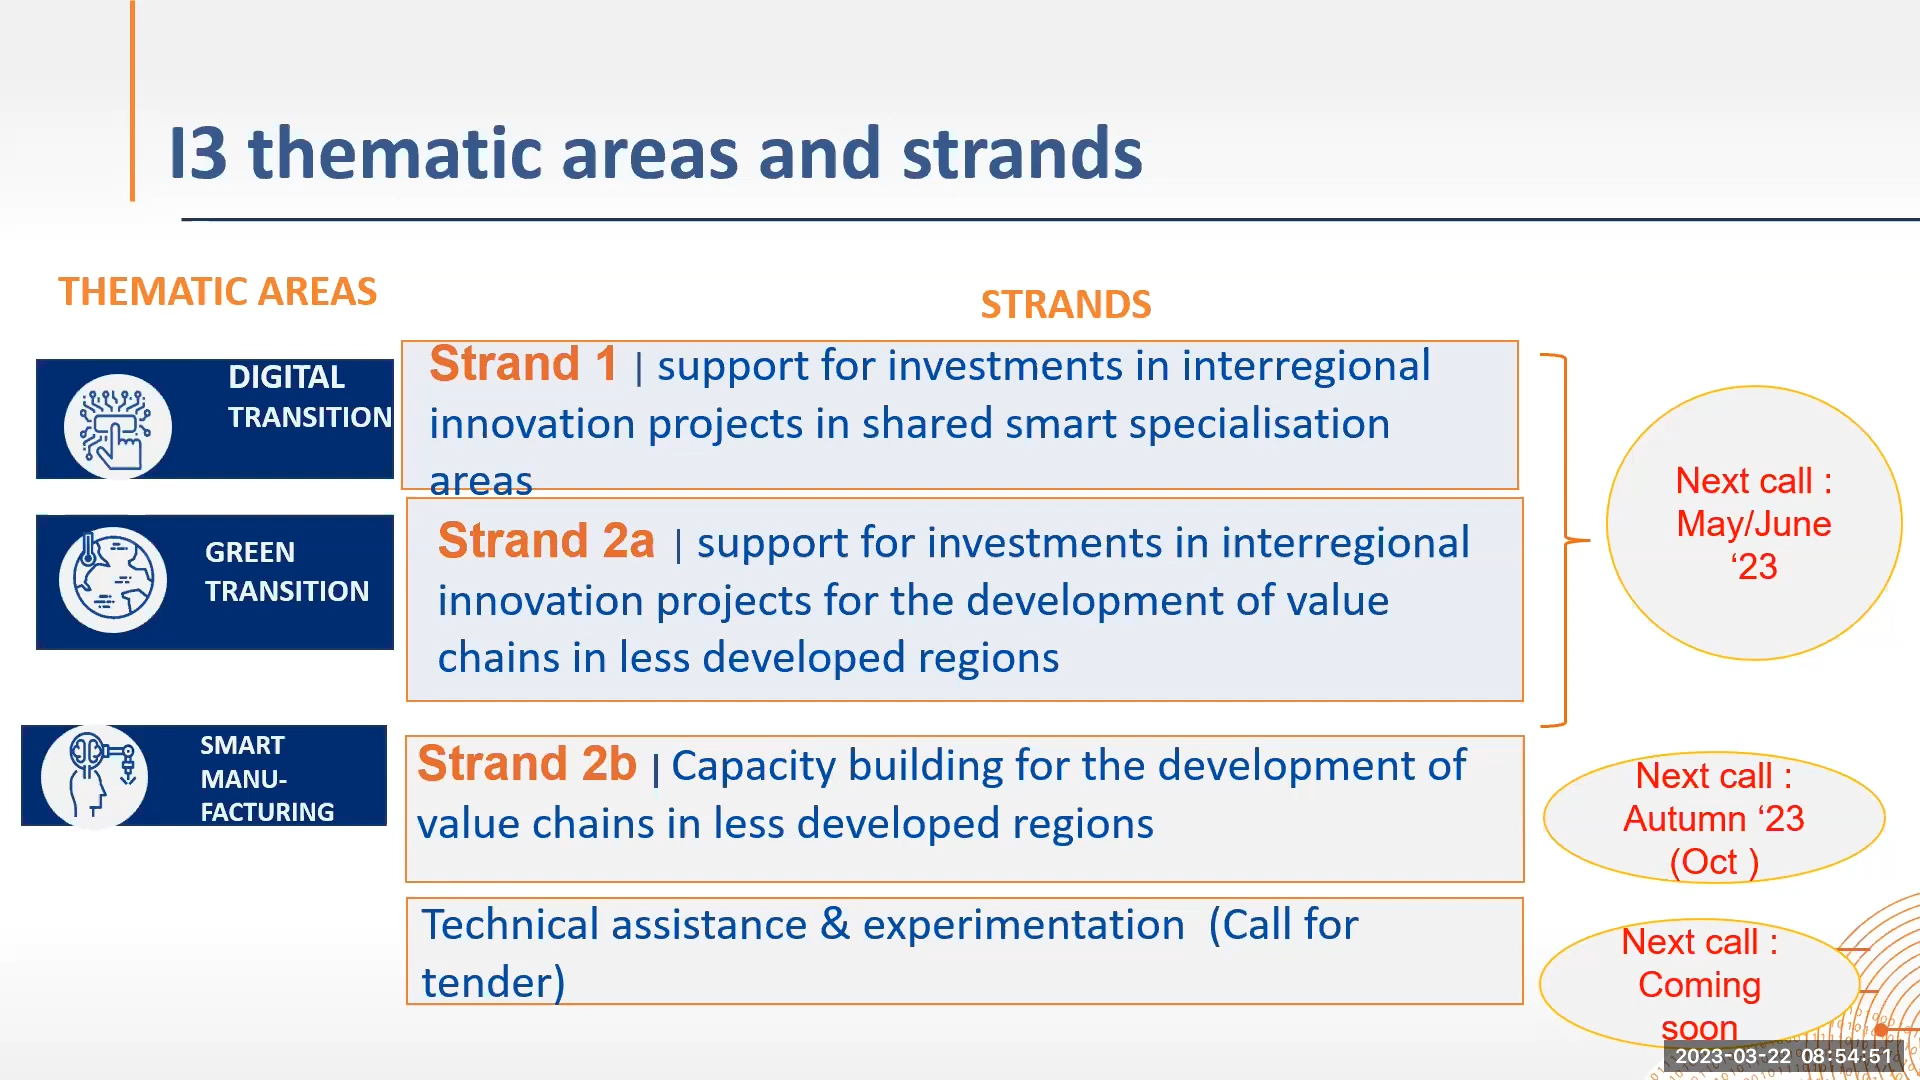 I3 thematic areas and strands
THEMATIC AREAS
STRANDS
DIGITAL
TRANSITION
Strand 1 | support for investments in interregional
innovation projects in shared smart specialisation
areas
GREEN
TRANSITION
Strand 2a | support for investments in interregional
innovation projects for the development of value
chains in less developed regions
Next call :
May/June
‘23
SMART
MANU-
FACTURING
Strand 2b | Capacity building for the development of
value chains in less developed regions
Next call :
Autumn ‘23
(Oct )
Technical assistance & experimentation  (Call for
tender)
Next call :
Coming
soon
2023-03-22 08:54:51